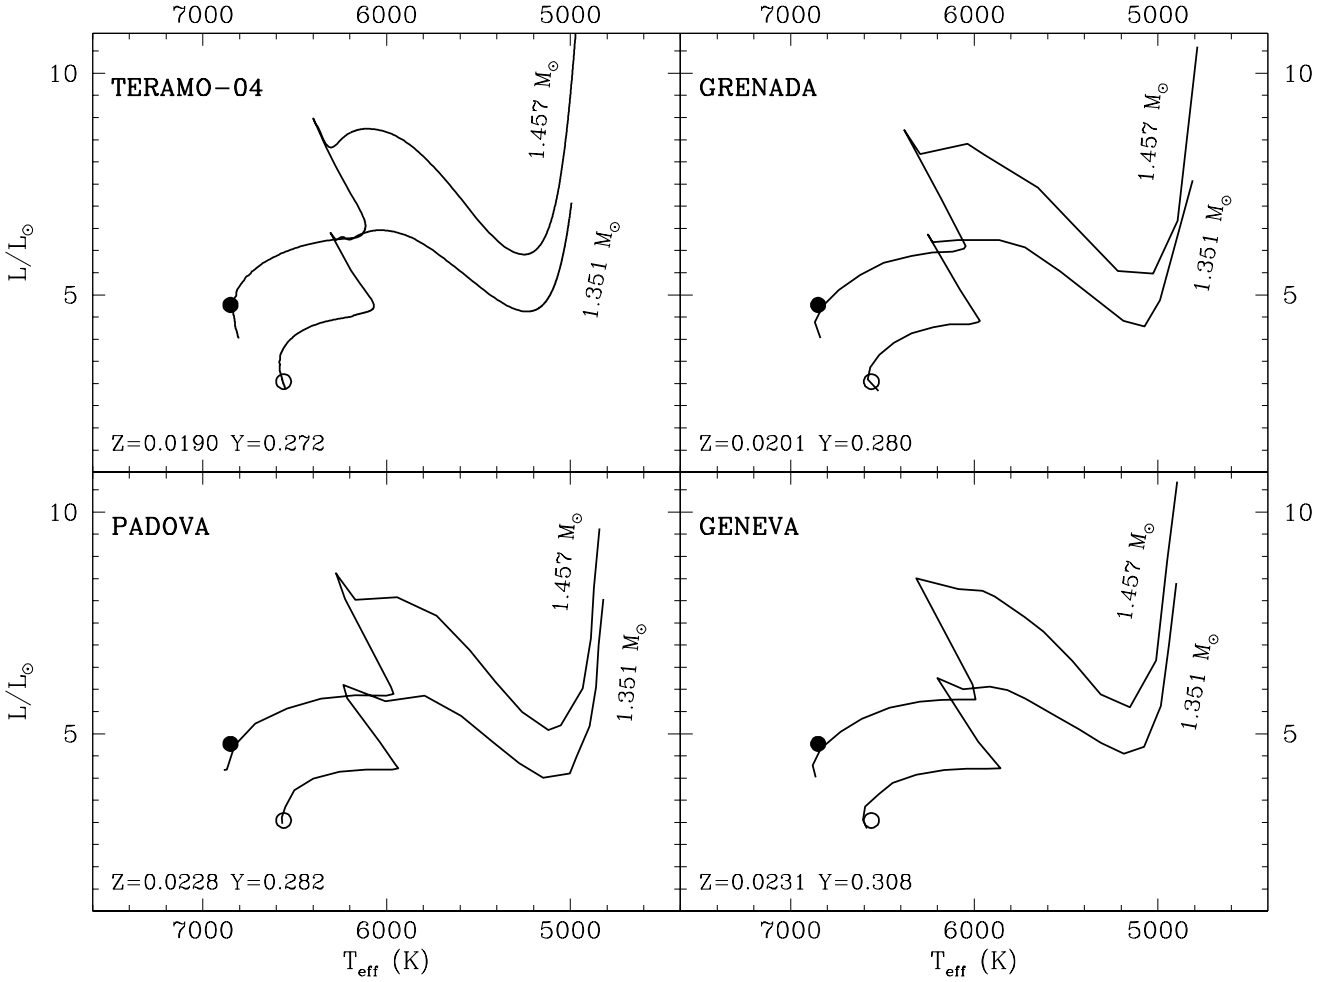 7000 6000 5000 7000 6000 5000
10 TERAMO-04 1.457 M☉ GRENADA 1.457 M☉ 10
L/L☉
5 1.351 M☉ 1.351 M☉ 5
Z=0.0190 Y=0.272 Z=0.0201 Y=0.280
10 PADOVA 1.457 M☉ GENEVA 1.457 M☉ 10
L/L☉
5 1.351 M☉ 1.351 M☉ 5
Z=0.0228 Y=0.282 Z=0.0231 Y=0.308
7000 6000 5000 7000 6000 5000
Teff (K) Teff (K)